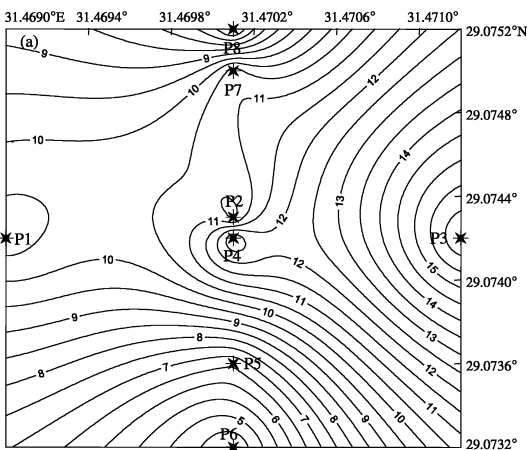 31.4690°E 31.4694° 31.4698° 31.4702° 31.4706° 31.4710°
(a) 29.0752°N
9 P8 9
10 P7 11 12
29.0748°
10 14
29.0744°
P2 13
11 12
P1 P4 P3
10 12 15
29.0740°
11 14
9 10 13
9
8 29.0736°
8 7 P5 12
11
P6 5 6 7 8 9 10
29.0732°